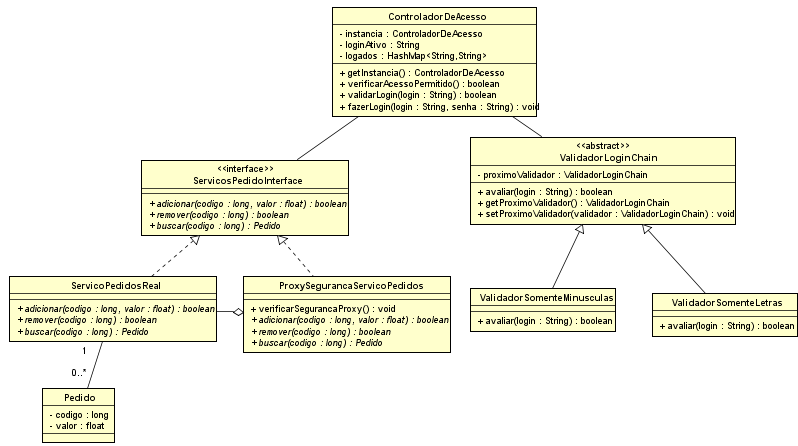 ControladorDeAcesso
- instancia : ControladorDeAcesso
- loginAtivo : String
- logados : HashMap<String,String>
+ getInstancia() : ControladorDeAcesso
+ verificarAcessoPermitido() : boolean
+ validarLogin(login : String) : boolean
+ fazerLogin(login : String, senha : String) : void
<<interface>>
ServicosPedidoInterface
+ adicionar(codigo : long, valor : float) : boolean
+ remover(codigo : long) : boolean
+ buscar(codigo : long) : Pedido
<<abstract>>
ValidadorLoginChain
- proximoValidador : ValidadorLoginChain
+ avaliar(login : String) : boolean
+ getProximoValidador() : ValidadorLoginChain
+ setProximoValidador(validador : ValidadorLoginChain) : void
ServicoPedidosReal
+ adicionar(codigo : long, valor : float) : boolean
+ remover(codigo : long) : boolean
+ buscar(codigo : long) : Pedido
ProxySegurancaServicoPedidos
+ verificarSegurancaProxy() : void
+ adicionar(codigo : long, valor : float) : boolean
+ remover(codigo : long) : boolean
+ buscar(codigo : long) : Pedido
ValidadorSomenteMinusculas
+ avaliar(login : String) : boolean
ValidadorSomenteLetras
+ avaliar(login : String) : boolean
1
0..*
Pedido
- codigo : long
- valor : float